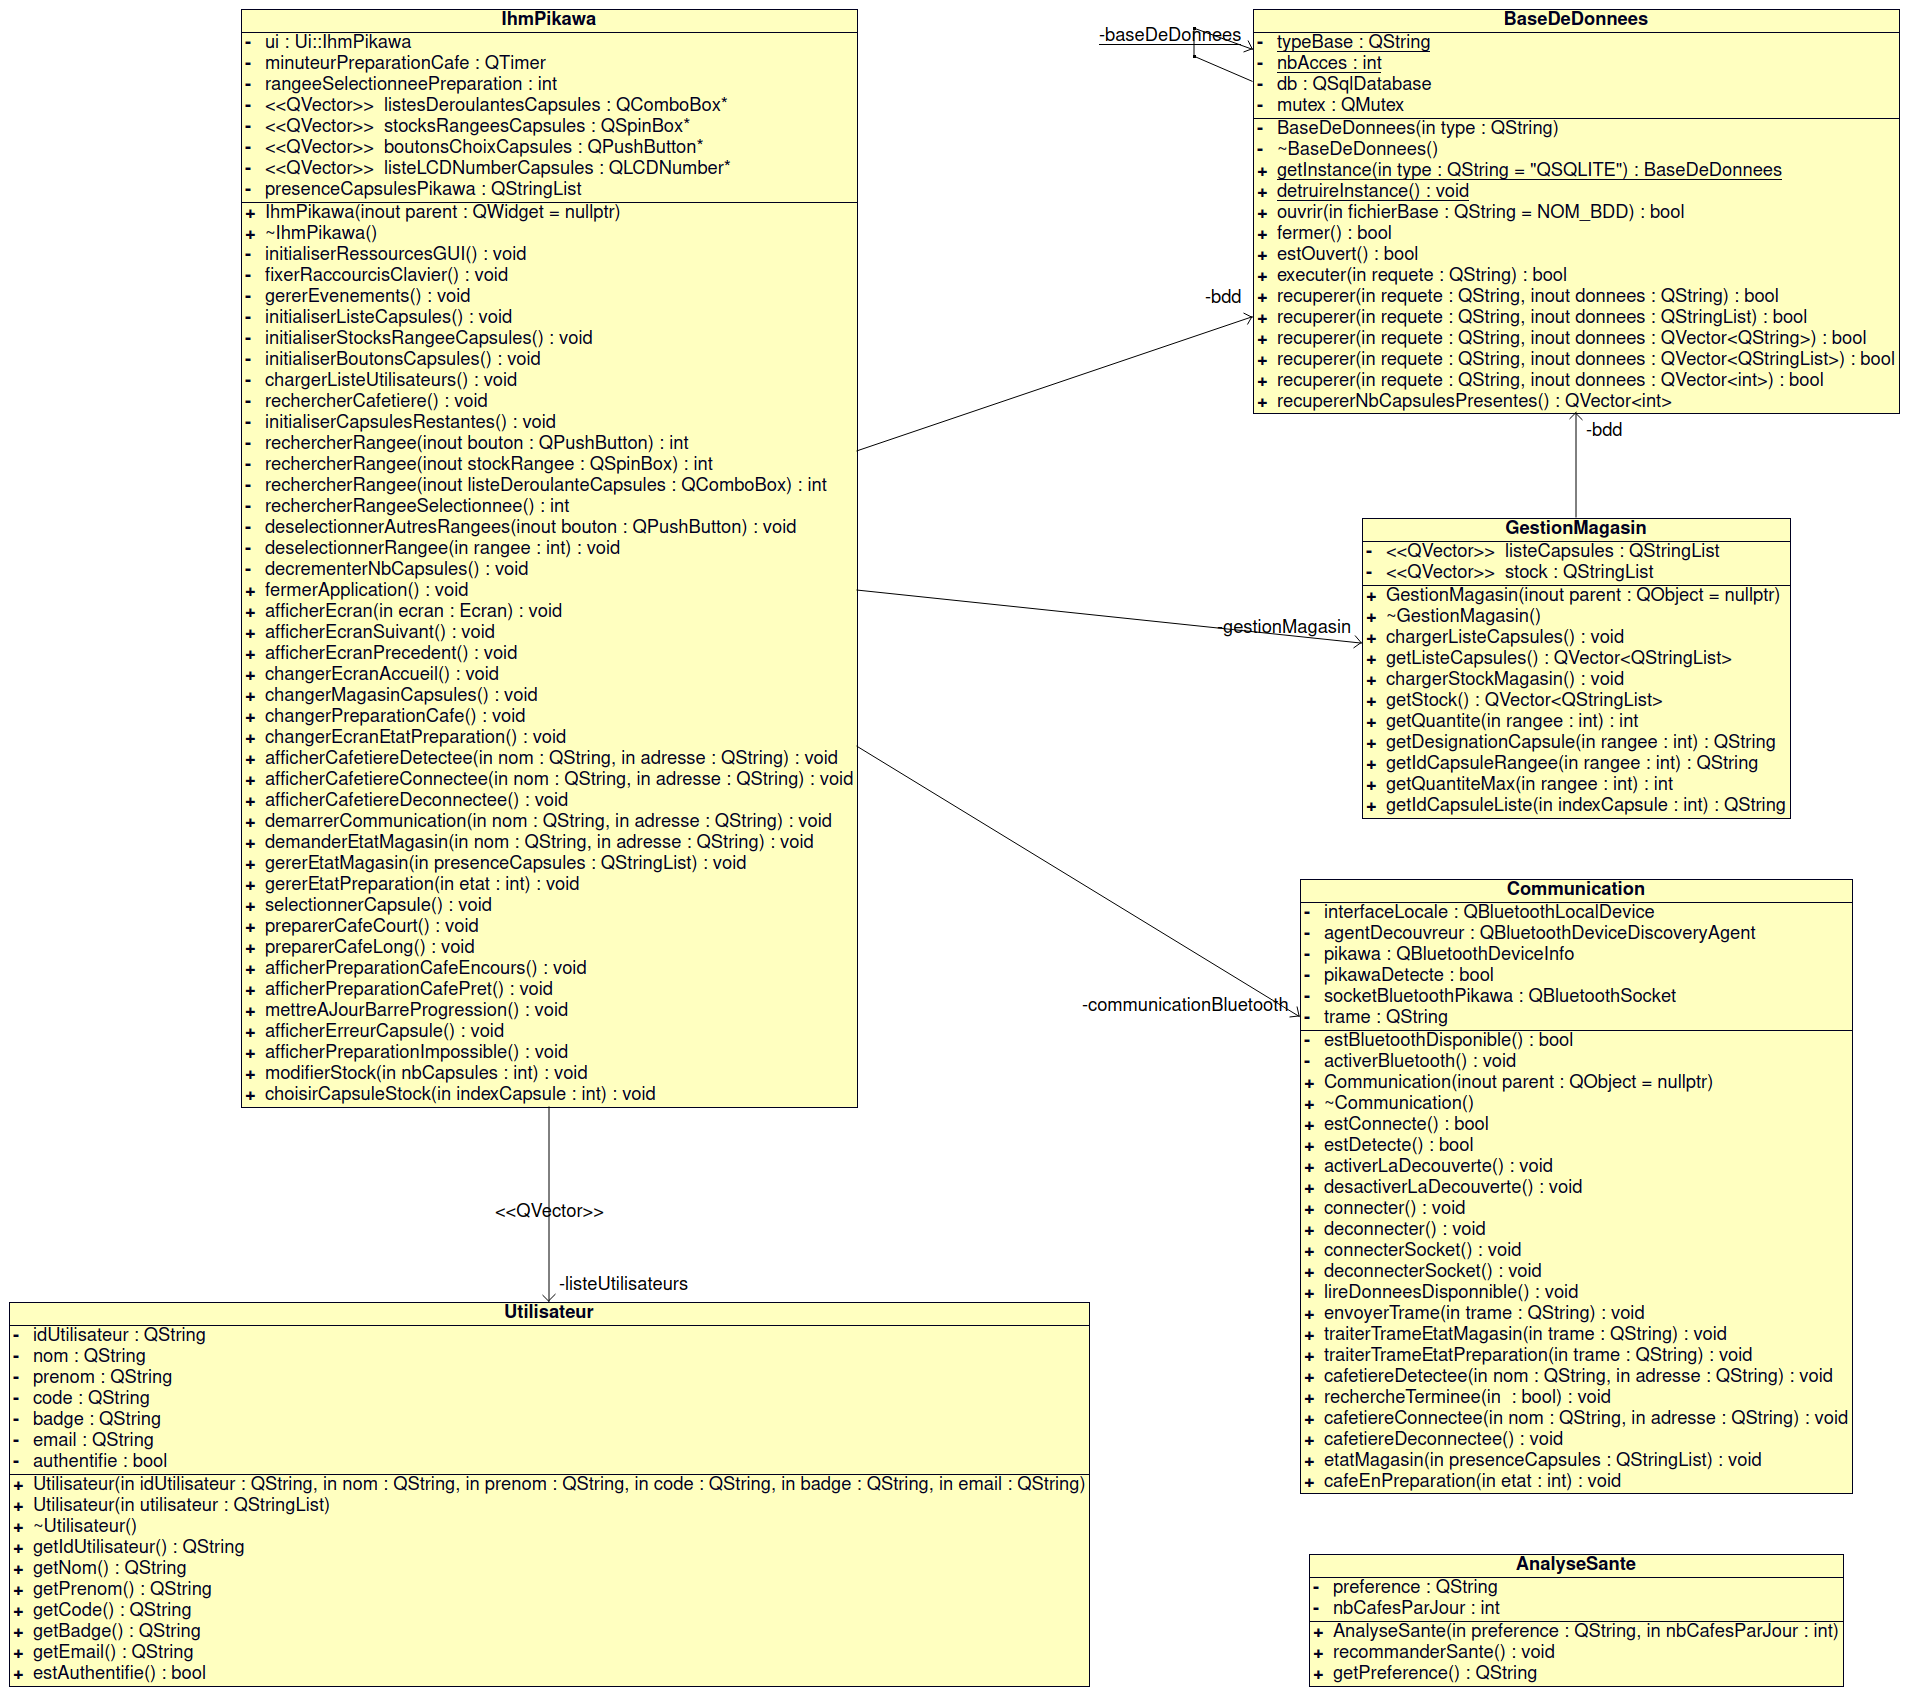 IhmPikawa
- ui : Ui::IhmPikawa
- minuteurPreparationCafe : QTimer
- rangeeSelectionneePreparation : int
- <<QVector>> listesDeroulantesCapsules : QComboBox*
- <<QVector>> stocksRangeesCapsules : QSpinBox*
- <<QVector>> boutonsChoixCapsules : QPushButton*
- <<QVector>> listeLCDNumberCapsules : QLCDNumber*
- presenceCapsulesPikawa : QStringList
+ IhmPikawa(inout parent : QWidget = nullptr)
+ ~IhmPikawa()
- initialiserRessourcesGUI() : void
- fixerRaccourcisClavier() : void
- gererEvenements() : void
- initialiserListeCapsules() : void
- initialiserStocksRangeeCapsules() : void
- initialiserBoutonsCapsules() : void
- chargerListeUtilisateurs() : void
- rechercherCafetiere() : void
- initialiserCapsulesRestantes() : void
- rechercherRangee(inout bouton : QPushButton) : int
- rechercherRangee(inout stockRangee : QSpinBox) : int
- rechercherRangee(inout listeDeroulanteCapsules : QComboBox) : int
- rechercherRangeeSelectionnee() : int
- deselectionnerAutresRangees(inout bouton : QPushButton) : void
- deselectionnerRangee(in rangee : int) : void
- decrementerNbCapsules() : void
+ fermerApplication() : void
+ afficherEcran(in ecran : Ecran) : void
+ afficherEcranSuivant() : void
+ afficherEcranPrecedent() : void
+ changerEcranAccueil() : void
+ changerMagasinCapsules() : void
+ changerPreparationCafe() : void
+ changerEcranEtatPreparation() : void
+ afficherCafetiereDetectee(in nom : QString, in adresse : QString) : void
+ afficherCafetiereConnectee(in nom : QString, in adresse : QString) : void
+ afficherCafetiereDeconnectee() : void
+ demarrerCommunication(in nom : QString, in adresse : QString) : void
+ demanderEtatMagasin(in nom : QString, in adresse : QString) : void
+ gererEtatMagasin(in presenceCapsules : QStringList) : void
+ gererEtatPreparation(in etat : int) : void
+ selectionnerCapsule() : void
+ preparerCafeCourt() : void
+ preparerCafeLong() : void
+ afficherPreparationCafeEncours() : void
+ afficherPreparationCafePret() : void
+ mettreAJourBarreProgression() : void
+ afficherErreurCapsule() : void
+ afficherPreparationImpossible() : void
+ modifierStock(in nbCapsules : int) : void
+ choisirCapsuleStock(in indexCapsule : int) : void
-baseDeDonnees
BaseDeDonnees
- typeBase : QString
- nbAcces : int
- db : QSqlDatabase
- mutex : QMutex
- BaseDeDonnees(in type : QString)
- ~BaseDeDonnees()
+ getInstance(in type : QString = "QSQLITE") : BaseDeDonnees
+ detruireInstance() : void
+ ouvrir(in fichierBase : QString = NOM_BDD) : bool
+ fermer() : bool
+ estOuvert() : bool
+ executer(in requete : QString) : bool
+ recuperer(in requete : QString, inout donnees : QString) : bool
+ recuperer(in requete : QString, inout donnees : QStringList) : bool
+ recuperer(in requete : QString, inout donnees : QVector<QString>) : bool
+ recuperer(in requete : QString, inout donnees : QVector<QStringList>) : bool
+ recuperer(in requete : QString, inout donnees : QVector<int>) : bool
+ recupererNbCapsulesPresentes() : QVector<int>
-bdd
-bdd
-gestionMagasin
GestionMagasin
- <<QVector>> listeCapsules : QStringList
- <<QVector>> stock : QStringList
+ GestionMagasin(inout parent : QObject = nullptr)
+ ~GestionMagasin()
+ chargerListeCapsules() : void
+ getListeCapsules() : QVector<QStringList>
+ chargerStockMagasin() : void
+ getStock() : QVector<QStringList>
+ getQuantite(in rangee : int) : int
+ getDesignationCapsule(in rangee : int) : QString
+ getIdCapsuleRangee(in rangee : int) : QString
+ getQuantiteMax(in rangee : int) : int
+ getIdCapsuleListe(in indexCapsule : int) : QString
-communicationBluetooth
Communication
- interfaceLocale : QBluetoothLocalDevice
- agentDecouvreur : QBluetoothDeviceDiscoveryAgent
- pikawa : QBluetoothDeviceInfo
- pikawaDetecte : bool
- socketBluetoothPikawa : QBluetoothSocket
- trame : QString
- estBluetoothDisponible() : bool
- activerBluetooth() : void
+ Communication(inout parent : QObject = nullptr)
+ ~Communication()
+ estConnecte() : bool
+ estDetecte() : bool
+ activerLaDecouverte() : void
+ desactiverLaDecouverte() : void
+ connecter() : void
+ deconnecter() : void
+ connecterSocket() : void
+ deconnecterSocket() : void
+ lireDonneesDisponnible() : void
+ envoyerTrame(in trame : QString) : void
+ traiterTrameEtatMagasin(in trame : QString) : void
+ traiterTrameEtatPreparation(in trame : QString) : void
+ cafetiereDetectee(in nom : QString, in adresse : QString) : void
+ rechercheTerminee(in  : bool) : void
+ cafetiereConnectee(in nom : QString, in adresse : QString) : void
+ cafetiereDeconnectee() : void
+ etatMagasin(in presenceCapsules : QStringList) : void
+ cafeEnPreparation(in etat : int) : void
<<QVector>>
-listeUtilisateurs
Utilisateur
- idUtilisateur : QString
- nom : QString
- prenom : QString
- code : QString
- badge : QString
- email : QString
- authentifie : bool
+ Utilisateur(in idUtilisateur : QString, in nom : QString, in prenom : QString, in code : QString, in badge : QString, in email : QString)
+ Utilisateur(in utilisateur : QStringList)
+ ~Utilisateur()
+ getIdUtilisateur() : QString
+ getNom() : QString
+ getPrenom() : QString
+ getCode() : QString
+ getBadge() : QString
+ getEmail() : QString
+ estAuthentifie() : bool
AnalyseSante
- preference : QString
- nbCafesParJour : int
+ AnalyseSante(in preference : QString, in nbCafesParJour : int)
+ recommanderSante() : void
+ getPreference() : QString